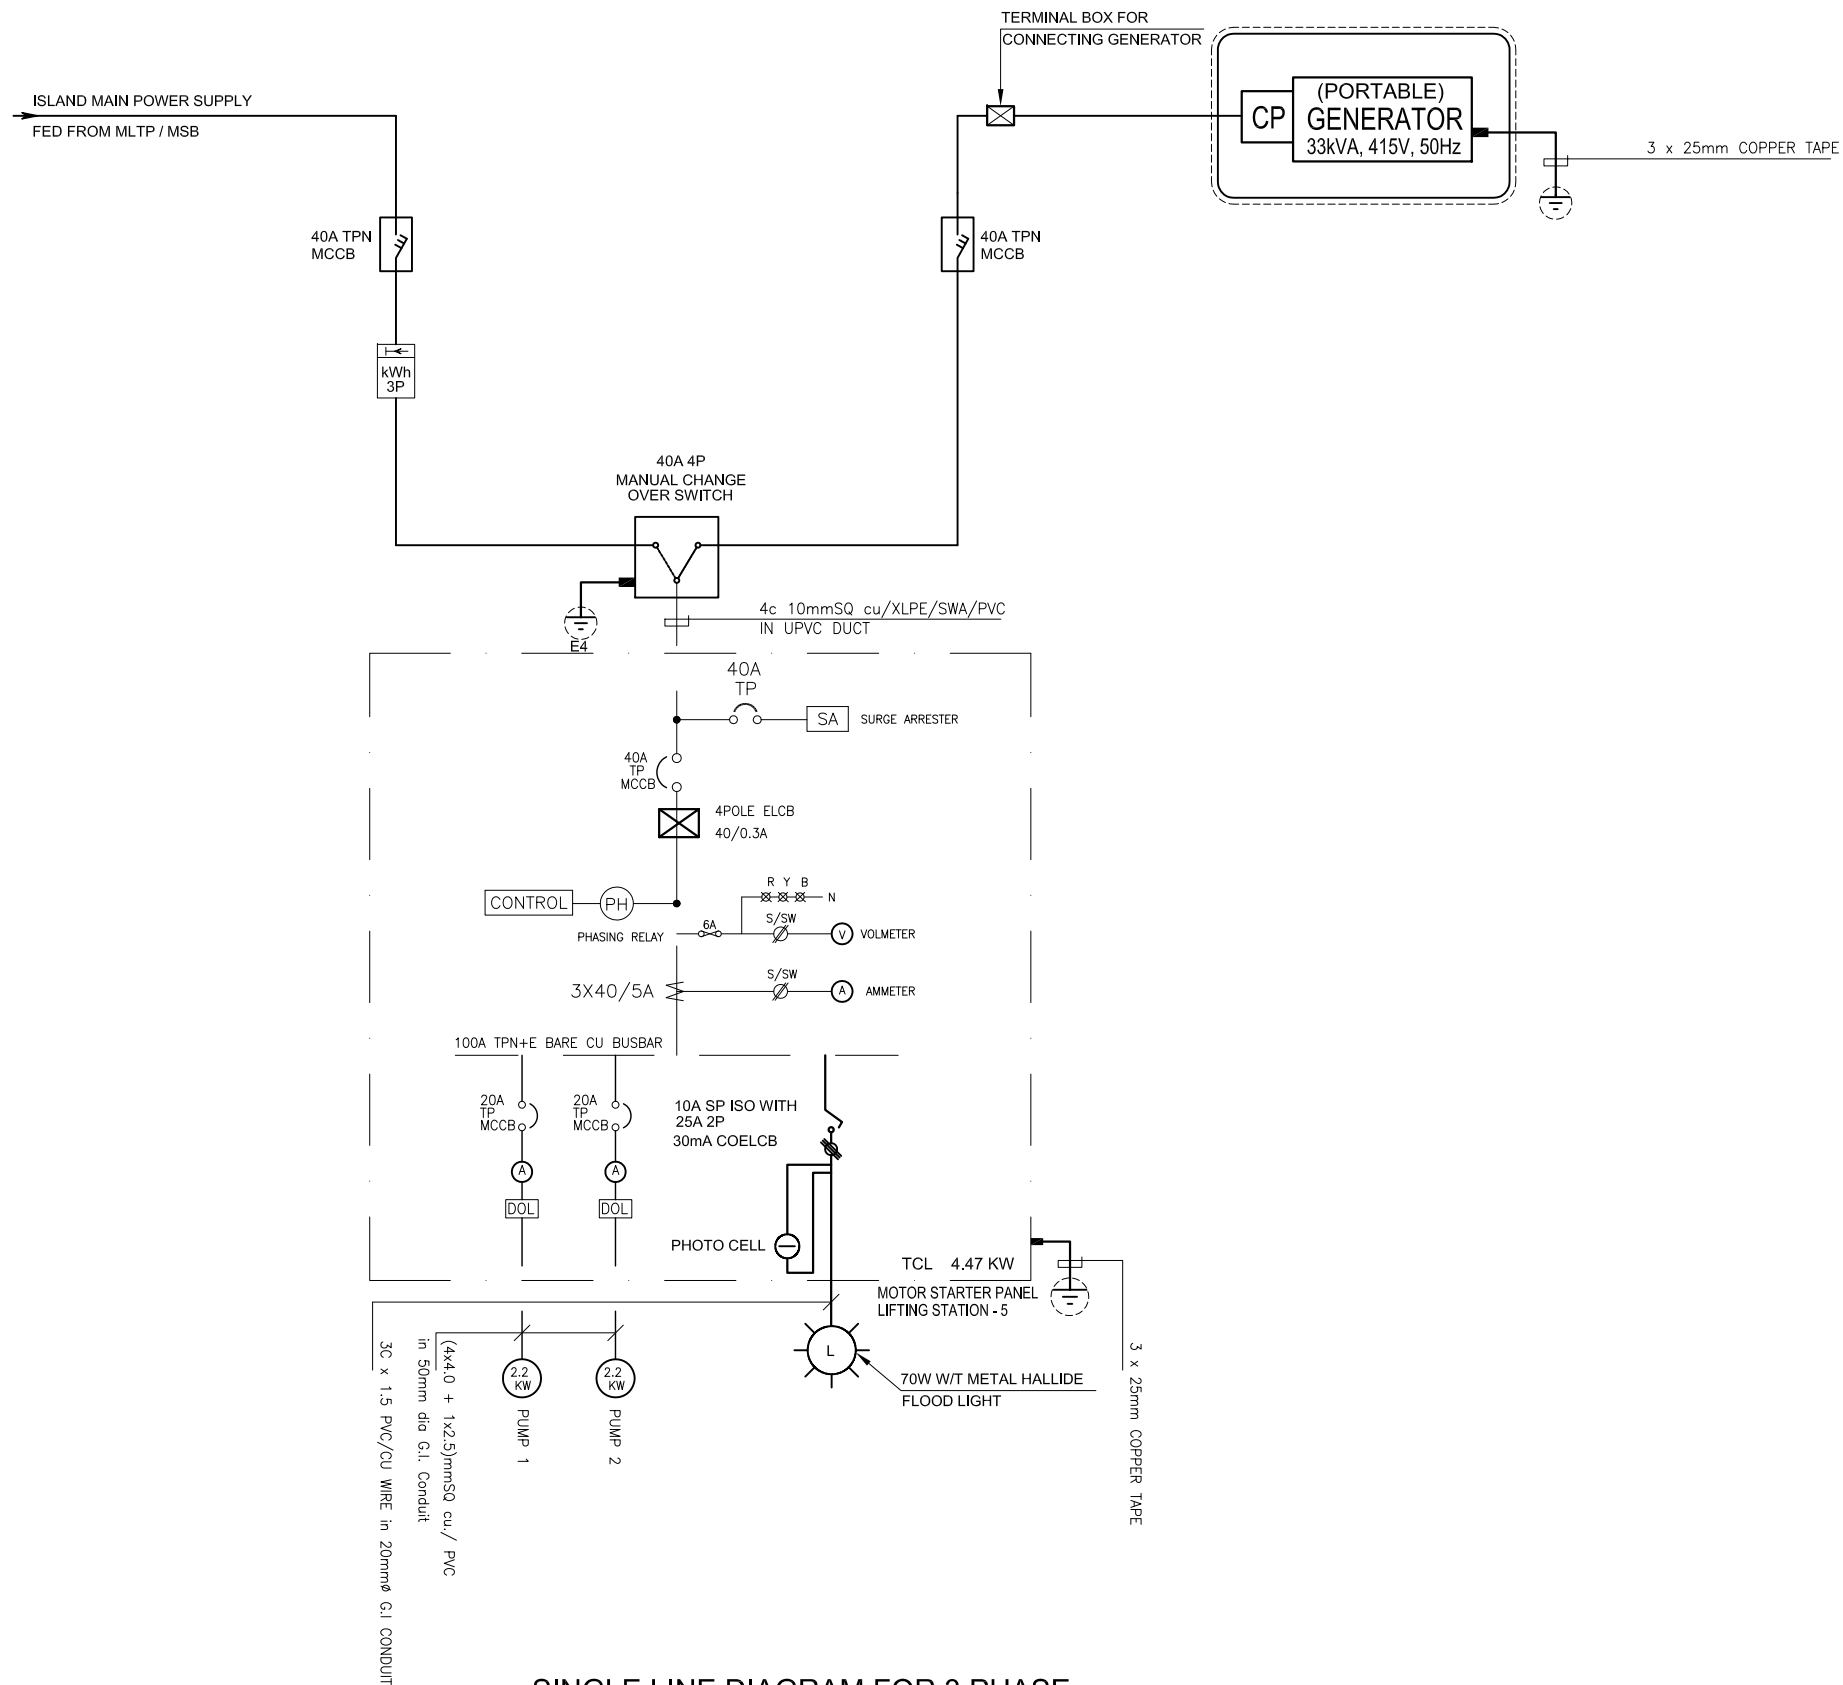 TERMINAL BOX FOR
CONNECTING GENERATOR
ISLAND MAIN POWER SUPPLY
FED FROM MLTP / MSB
CP
(PORTABLE)
GENERATOR
33kVA, 415V, 50Hz
3 x 25mm COPPER TAPE
40A TPN
MCCB
40A TPN
MCCB
kWh
3P
40A 4P
MANUAL CHANGE
OVER SWITCH
4c 10mmSQ cu/XLPE/SWA/PVC
IN UPVC DUCT
E4
40A
TP
SA
SURGE ARRESTER
40A
TP
MCCB
4POLE ELCB
40/0.3A
CONTROL
PH
PHASING RELAY
R Y B
N
6A
S/SW
V
VOLMETER
3X40/5A
S/SW
A
AMMETER
100A TPN+E BARE CU BUSBAR
20A
TP
MCCB
20A
TP
MCCB
10A SP ISO WITH
25A 2P
30mA COELCB
A
A
DOL
DOL
PHOTO CELL
TCL 4.47 KW
MOTOR STARTER PANEL
LIFTING STATION - 5
L
70W W/T METAL HALLIDE
FLOOD LIGHT
3 x 25mm COPPER TAPE
2.2
KW
PUMP 1
2.2
KW
PUMP 2
(4x4.0 + 1x2.5)mmSQ cu./ PVC
in 50mm dia G.I. Conduit
3C x 1.5 PVC/CU WIRE in 20mmø G.I CONDUIT